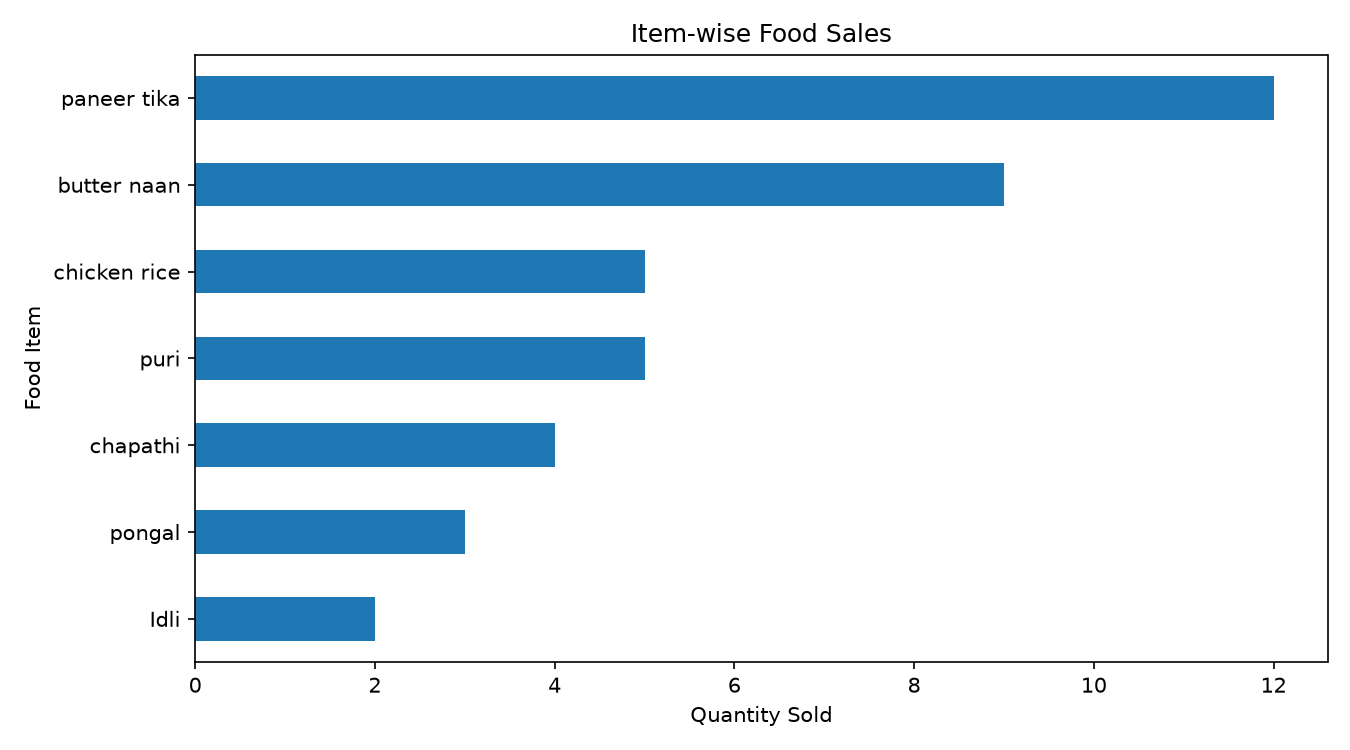 Item-wise Food Sales
paneer tika
butter naan
chicken rice
puri
chapathi
pongal
Idli
Food Item
0 2 4 6 8 10 12
Quantity Sold